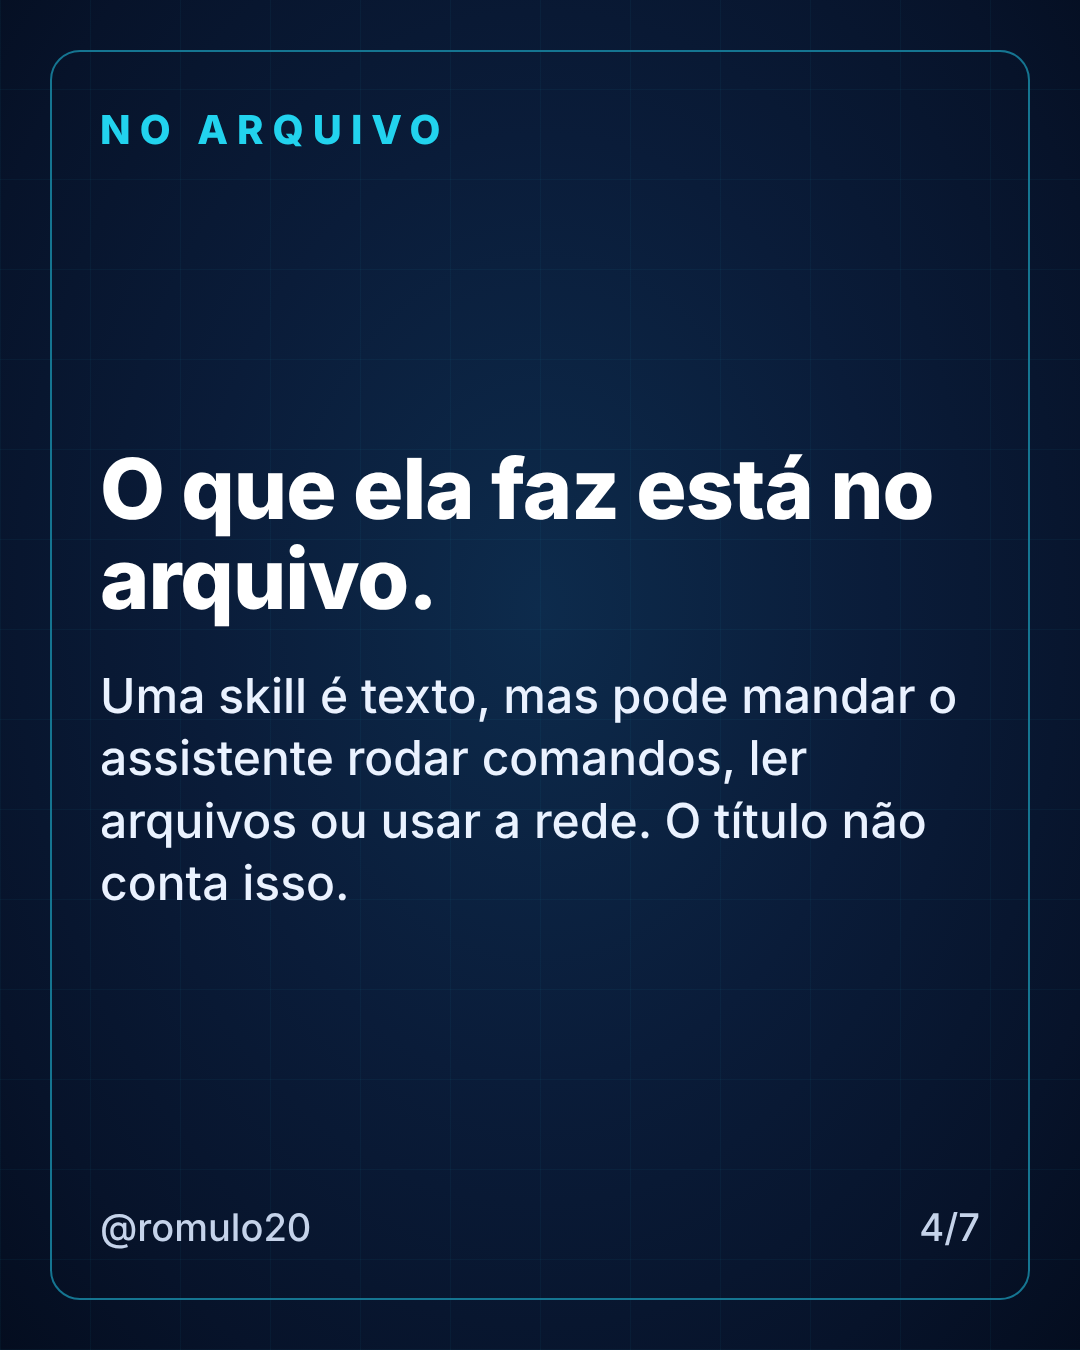 NO ARQUIVO
O que ela faz está no
arquivo.
Uma skill é texto, mas pode mandar o
assistente rodar comandos, ler
arquivos ou usar a rede. O título não
conta isso.
@romulo20
4/7